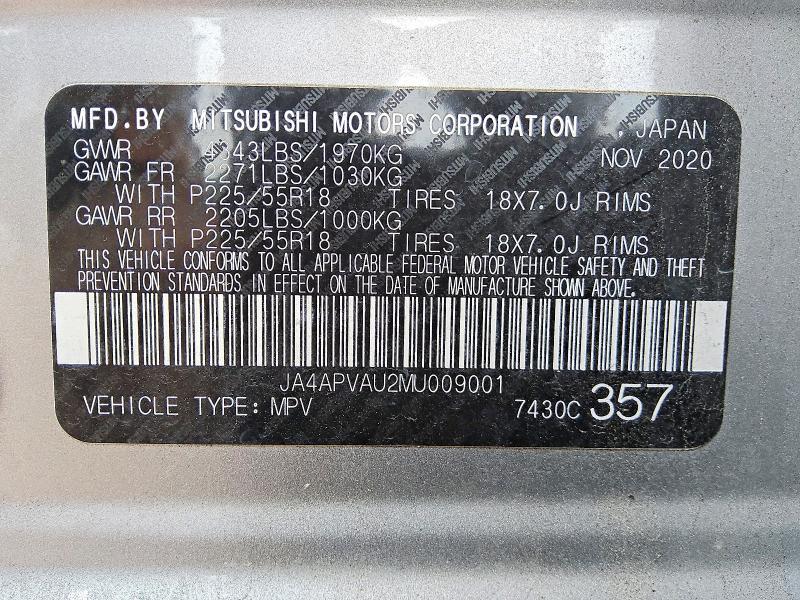 MFD.BY MITSUBISHI MOTORS CORPORATION , JAPAN
GVWR 4343LBS/1970KG NOV 2020
GAWR FR 2271LBS/1030KG
WITH P225/55R18 TIRES 18X7.0J RIMS
GAWR RR 2205LBS/1000KG
WITH P225/55R18 TIRES 18X7.0J RIMS
THIS VEHICLE CONFORMS TO ALL APPLICABLE FEDERAL MOTOR VEHICLE SAFETY AND THEFT
PREVENTION STANDARDS IN EFFECT ON THE DATE OF MANUFACTURE SHOWN ABOVE.
JA4APVAU2MU009001
VEHICLE TYPE: MPV 7430C 357